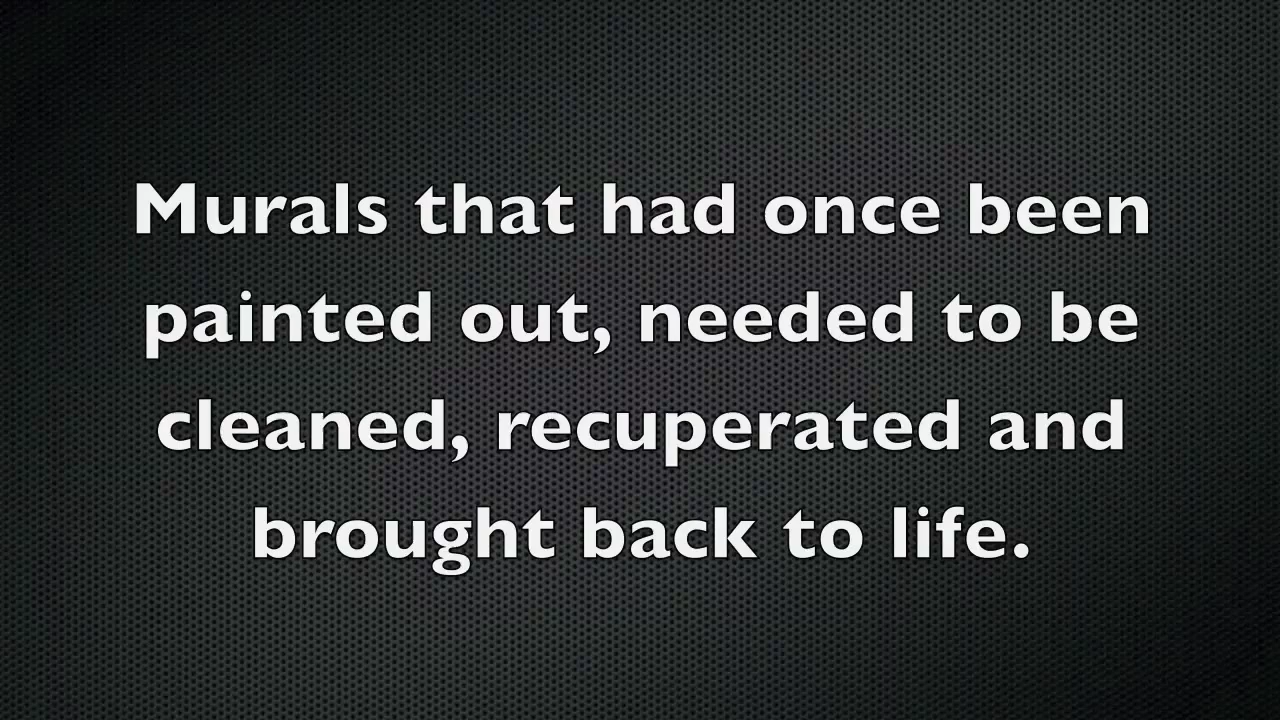 Murals that had once been
painted out, needed to be
cleaned, recuperated and
brought back to life.